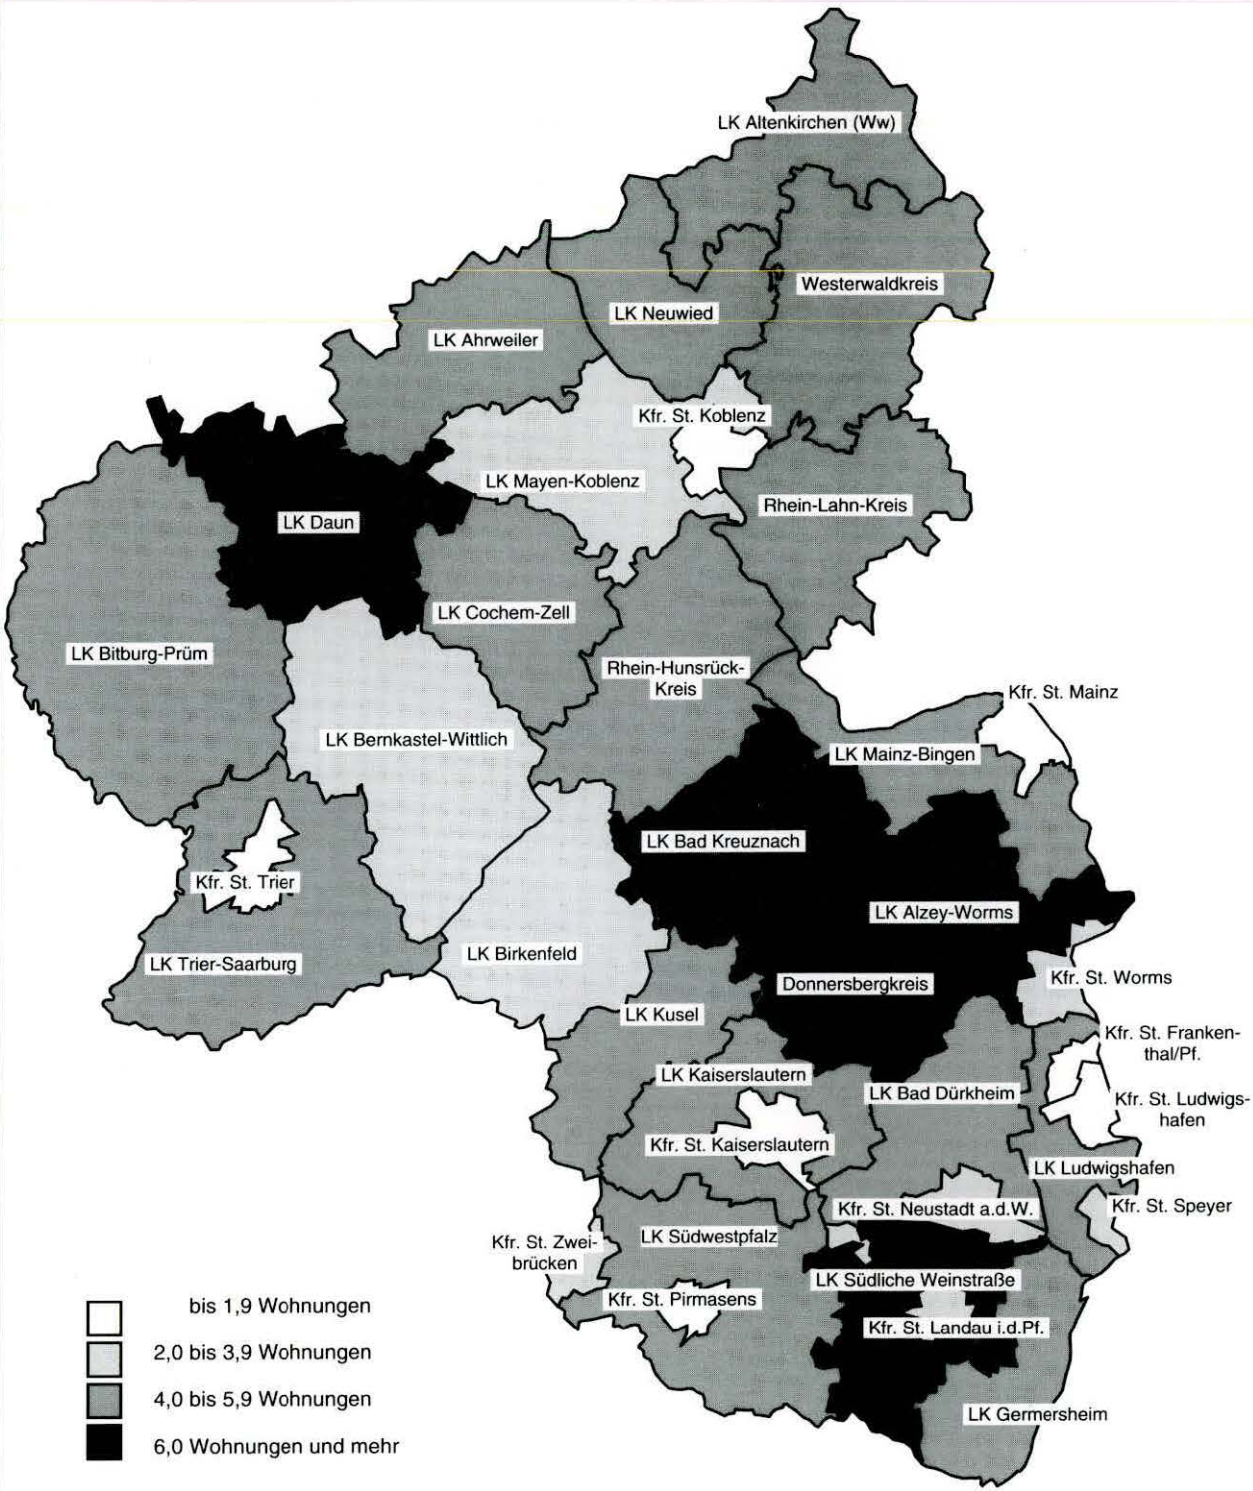 LK Altenkirchen (Ww)
Westerwaldkreis
LK Neuwied
LK Ahrweiler
Kfr. St. Koblenz
LK Mayen-Koblenz
Rhein-Lahn-Kreis
LK Daun
LK Cochem-Zell
LK Bitburg-Prüm
Rhein-Hunsrück-
Kreis
Kfr. St. Mainz
LK Bernkastel-Wittlich
LK Mainz-Bingen
LK Bad Kreuznach
Kfr. St. Trier
LK Alzey-Worms
LK Birkenfeld
LK Trier-Saarburg
Kfr. St. Worms
Donnersbergkreis
LK Kusel
Kfr. St. Franken-
thal/Pf.
LK Kaiserslautern
LK Bad Dürkheim
Kfr. St. Ludwigs-
hafen
Kfr. St. Kaiserslautern
LK Ludwigshafen
Kfr. St. Neustadt a.d.W.
Kfr. St. Speyer
LK Südwestpfalz
Kfr. St. Zwei-
brücken
LK Südliche Weinstraße
Kfr. St. Pirmasens
Kfr. St. Landau i.d.Pf.
LK Germersheim
bis 1,9 Wohnungen
2,0 bis 3,9 Wohnungen
4,0 bis 5,9 Wohnungen
6,0 Wohnungen und mehr